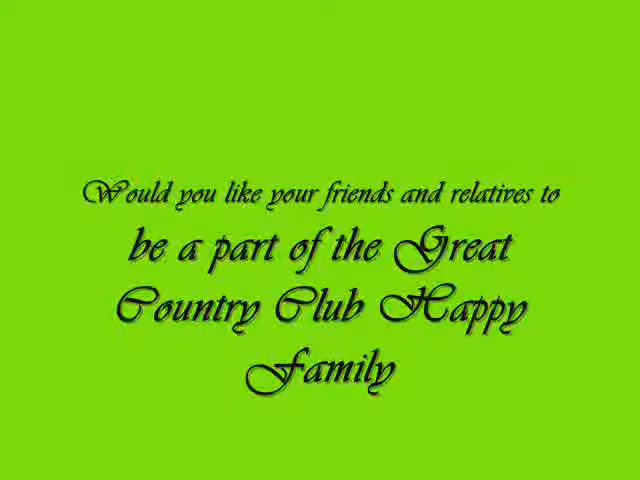 Would you like your friends and relatives to
be a part of the Great
Country Club Happy
Family